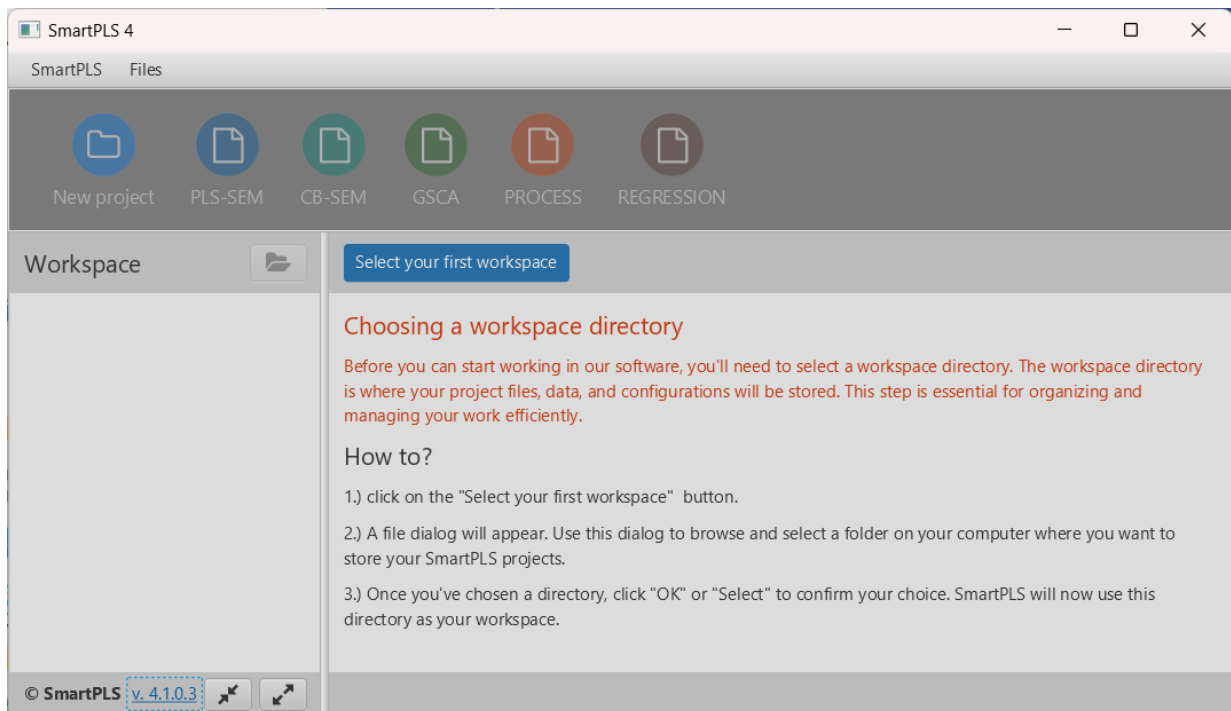 SmartPLS 4
SmartPLS Files
New project PLS-SEM CB-SEM GSCA PROCESS REGRESSION
Workspace
Select your first workspace
Choosing a workspace directory
Before you can start working in our software, you'll need to select a workspace directory. The workspace directory
is where your project files, data, and configurations will be stored. This step is essential for organizing and
managing your work efficiently.
How to?
1.) click on the "Select your first workspace" button.
2.) A file dialog will appear. Use this dialog to browse and select a folder on your computer where you want to
store your SmartPLS projects.
3.) Once you've chosen a directory, click "OK" or "Select" to confirm your choice. SmartPLS will now use this
directory as your workspace.
© SmartPLS v. 4.1.0.3